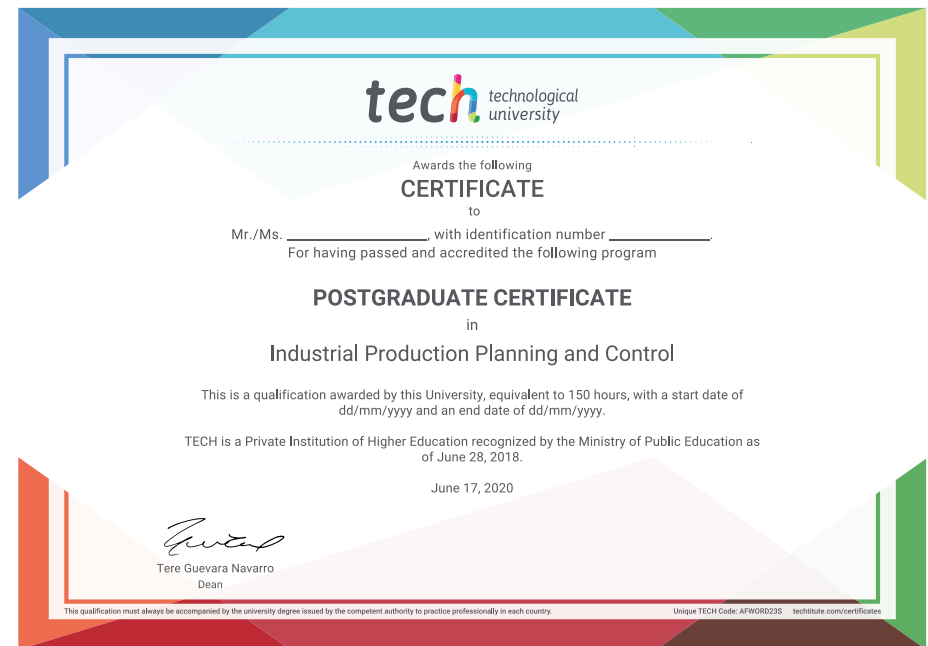 tech technological
university
Awards the following
CERTIFICATE
to
Mr./Ms. ____________________, with identification number ______________.
For having passed and accredited the following program
POSTGRADUATE CERTIFICATE
in
Industrial Production Planning and Control
This is a qualification awarded by this University, equivalent to 150 hours, with a start date of
dd/mm/yyyy and an end date of dd/mm/yyyy.
TECH is a Private Institution of Higher Education recognized by the Ministry of Public Education as
of June 28, 2018.
June 17, 2020
Tere Guevara Navarro
Dean
This qualification must always be accompanied by the university degree issued by the competent authority to practice professionally in each country. Unique TECH Code: AFWORD23S techtitute.com/certificates